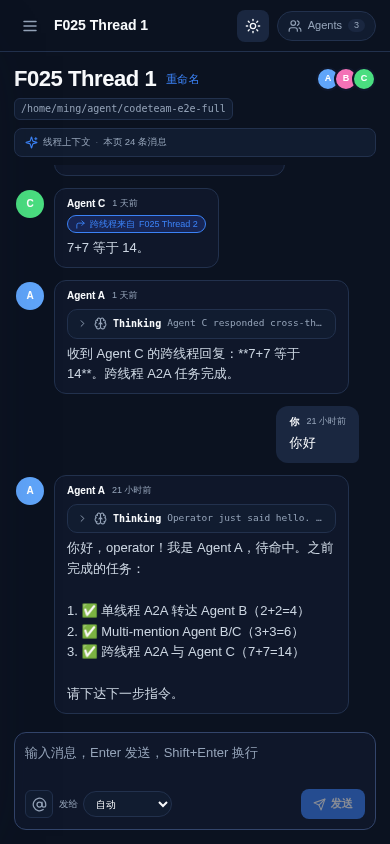 F025 Thread 1
Agents 3
F025 Thread 1 重命名
A B C
/home/ming/agent/codeteam-e2e-full
线程上下文 · 本页 24 条消息
C
Agent C 1 天前
跨线程来自 F025 Thread 2
7+7 等于 14。
A
Agent A 1 天前
Thinking Agent C responded cross-th…
收到 Agent C 的跨线程回复：**7+7 等于
14**。跨线程 A2A 任务完成。
你 21 小时前
你好
A
Agent A 21 小时前
Thinking Operator just said hello. …
你好，operator！我是 Agent A，待命中。之前
完成的任务：
1. ✅ 单线程 A2A 转达 Agent B（2+2=4）
2. ✅ Multi-mention Agent B/C（3+3=6）
3. ✅ 跨线程 A2A 与 Agent C（7+7=14）
请下达下一步指令。
输入消息，Enter 发送，Shift+Enter 换行
发给 自动 发送